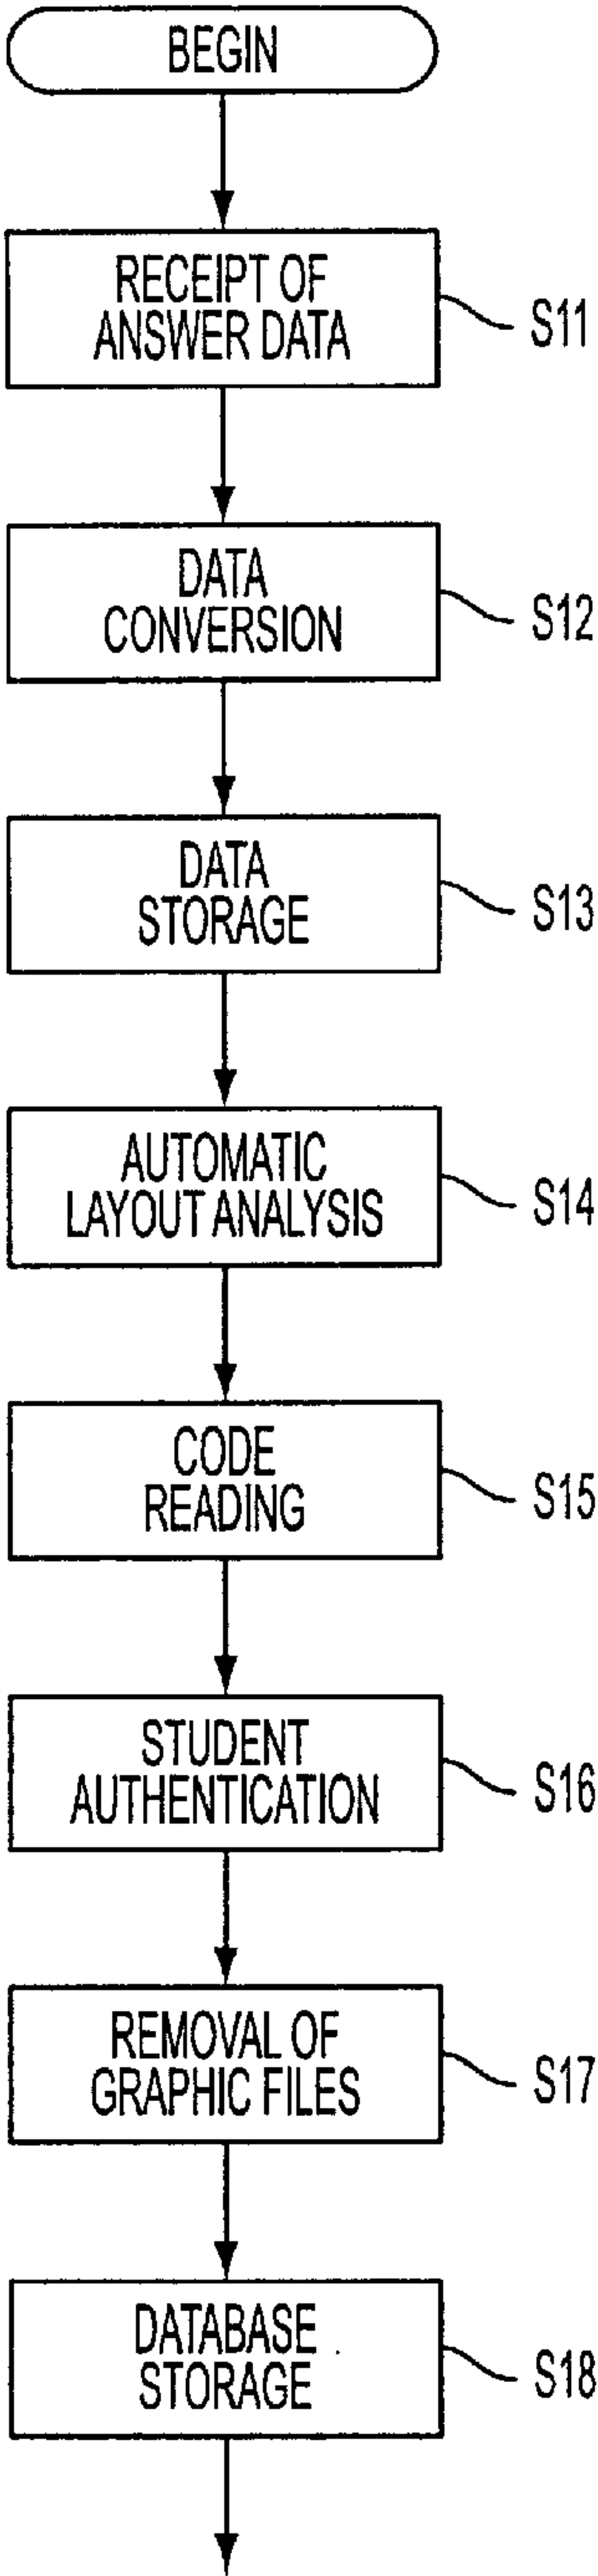 BEGIN
RECEIPT OF
ANSWER DATA
S11
DATA
CONVERSION
S12
DATA
STORAGE
S13
AUTOMATIC
LAYOUT ANALYSIS
S14
CODE
READING
S15
STUDENT
AUTHENTICATION
S16
REMOVAL OF
GRAPHIC FILES
S17
DATABASE
STORAGE
S18